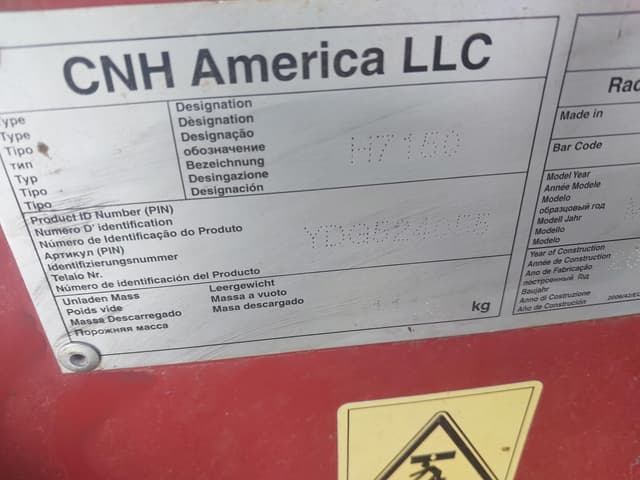 CNH America LLC
Type
Type
Tipo
тип
Typ
Tipo
Tipo
Designation
Dèsignation
Designação
обозначение
Bezeichnung
Desingazione
Designación
H7150
Product ID Number (PIN)
Numero D' identification
Número de Identificação do Produto
Артикул (PIN)
Identifizierungsnummer
Telaio Nr.
Número de identificación del Producto
Unladen Mass
Poids vide
Massa Descarregado
Порожняя масса
Leergewicht
Massa a vuoto
Masa descargado
kg
Made in
Bar Code
Model Year
Année Modele
Modelo
образцовый год
Modell Jahr
Modello
Modelo
Year of Construction
Année de Construction
Ano de Fabricação
построенный Год
Baujahr
Anno di Costruzione